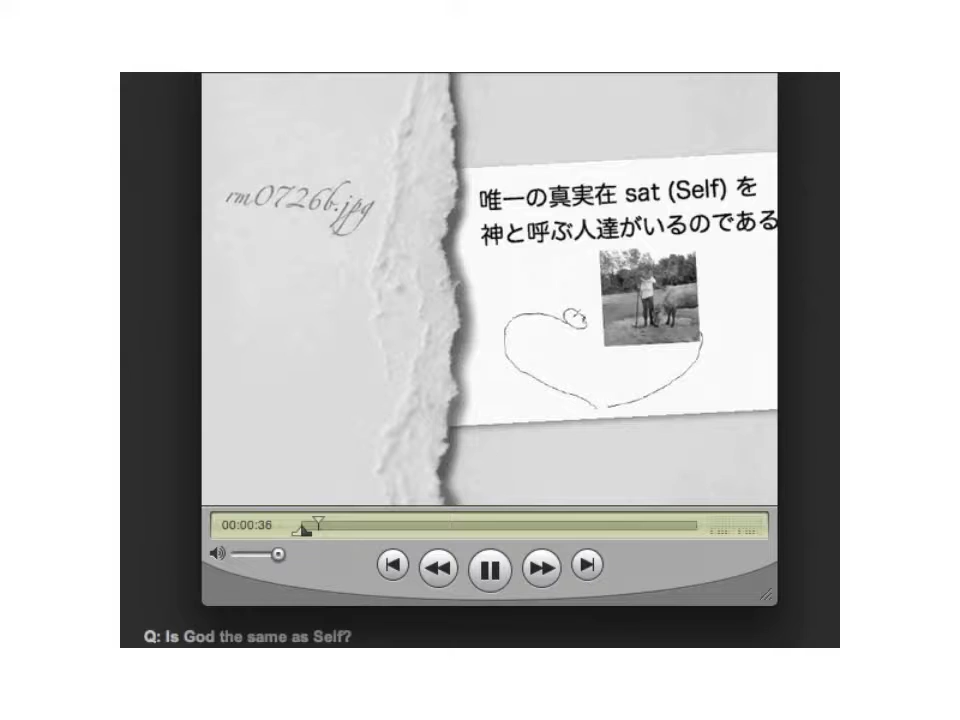 rm0726b.jpg
唯一の真実在 sat (Self) を
神と呼ぶ人達がいるのである
00:00:36
Q: Is God the same as Self?